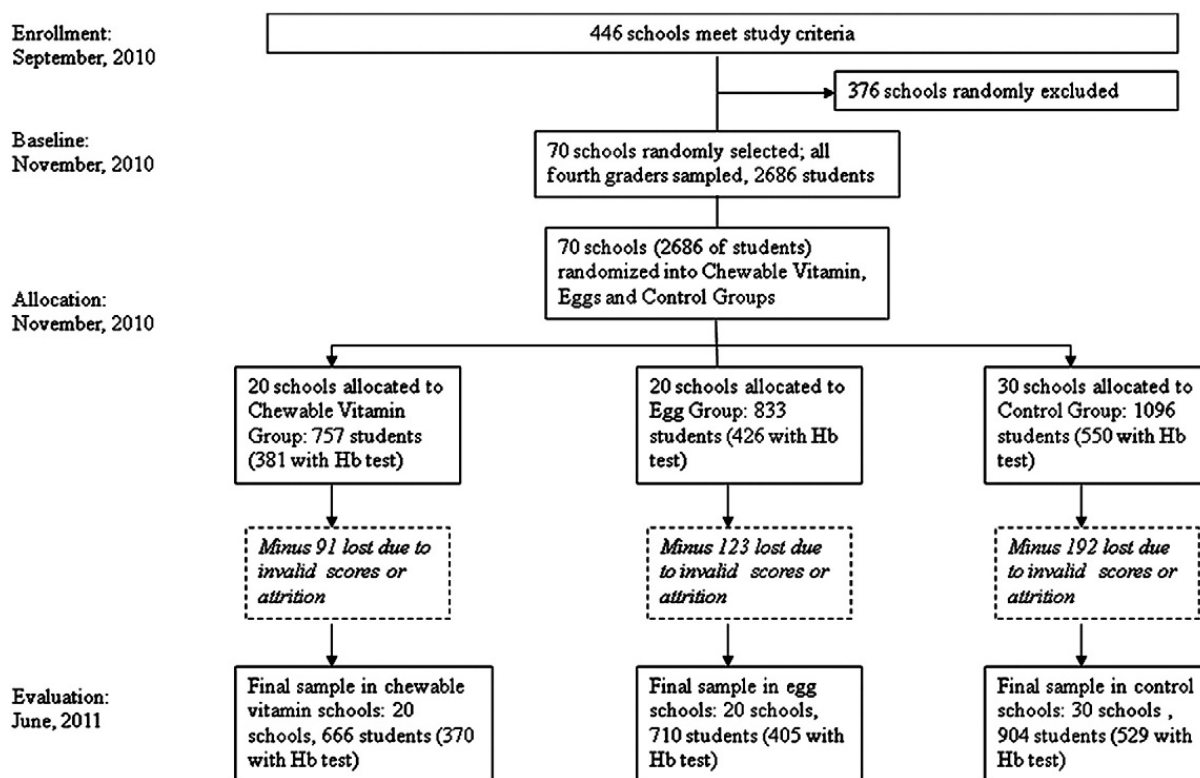 Enrollment:
September, 2010
446 schools meet study criteria
376 schools randomly excluded
Baseline:
November, 2010
70 schools randomly selected; all
fourth graders sampled, 2686 students
70 schools (2686 of students)
randomized into Chewable Vitamin,
Eggs and Control Groups
Allocation:
November, 2010
20 schools allocated to
Chewable Vitamin
Group: 757 students
(381 with Hb test)
20 schools allocated to
Egg Group: 833
students (426 with Hb
test)
30 schools allocated to
Control Group: 1096
students (550 with Hb
test)
Minus 91 lost due to
invalid scores or
attrition
Minus 123 lost due
to invalid scores or
attrition
Minus 192 lost due to
invalid scores or
attrition
Evaluation:
June, 2011
Final sample in chewable
vitamin schools: 20
schools, 666 students (370
with Hb test)
Final sample in egg
schools: 20 schools,
710 students (405 with
Hb test)
Final sample in control
schools: 30 schools ,
904 students (529 with
Hb test)